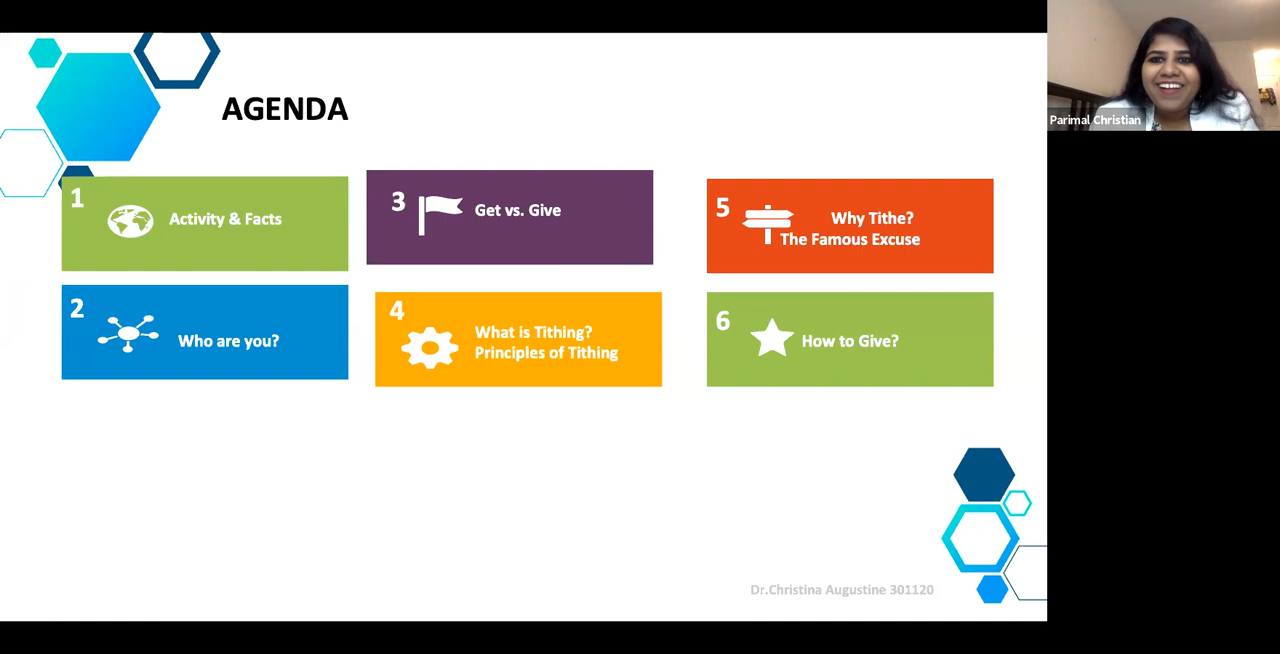 AGENDA
1
Activity & Facts
2
Who are you?
3
Get vs. Give
4
What is Tithing?
Principles of Tithing
5
Why Tithe?
The Famous Excuse
6
How to Give?
Dr.Christina Augustine 301120
Parimal Christian